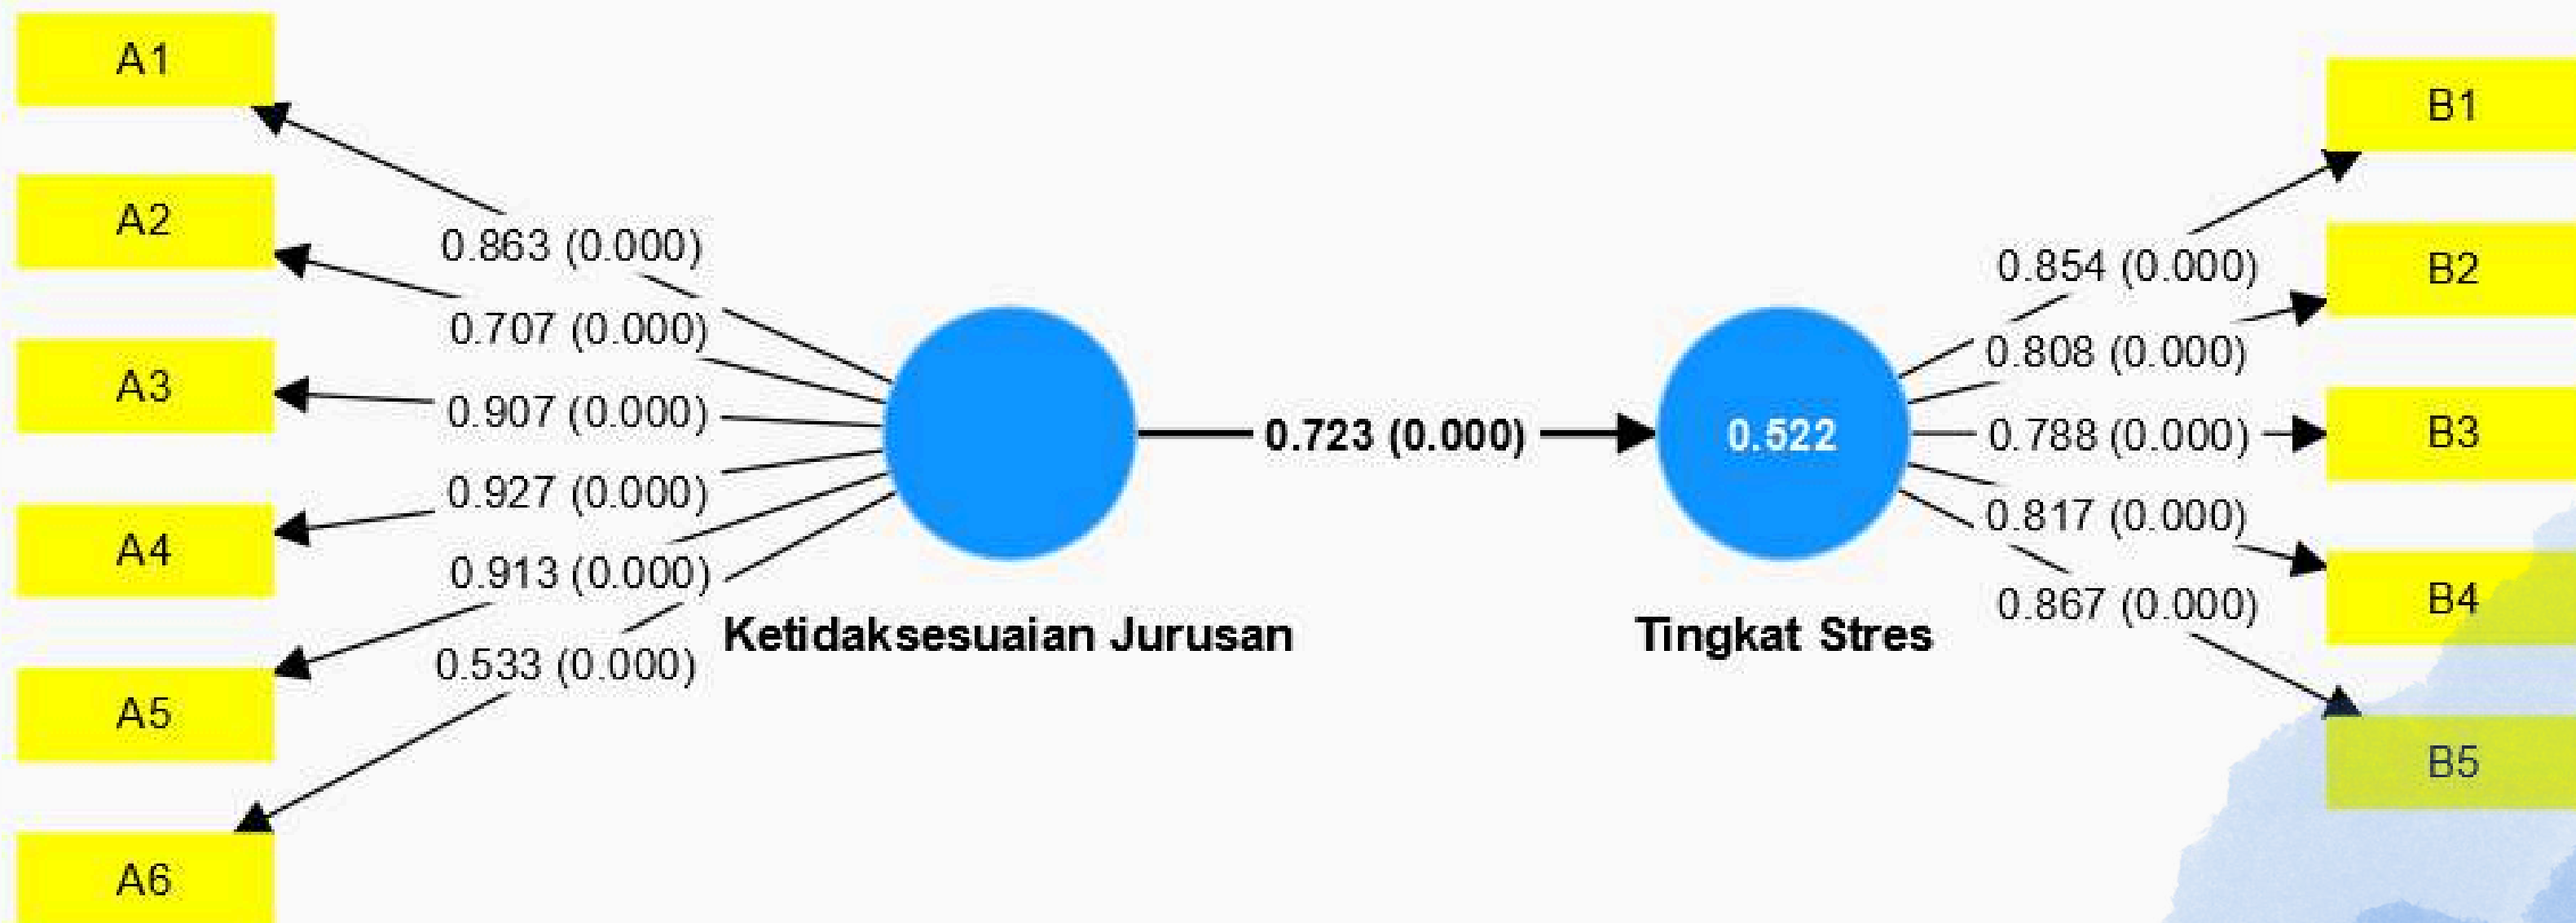 A1
A2
A3
A4
A5
A6
0.863 (0.000)
0.707 (0.000)
0.907 (0.000)
0.927 (0.000)
0.913 (0.000)
0.533 (0.000)
Ketidaksesuaian Jurusan
0.723 (0.000)
0.522
Tingkat Stres
0.854 (0.000)
0.808 (0.000)
0.788 (0.000)
0.817 (0.000)
0.867 (0.000)
B1
B2
B3
B4
B5